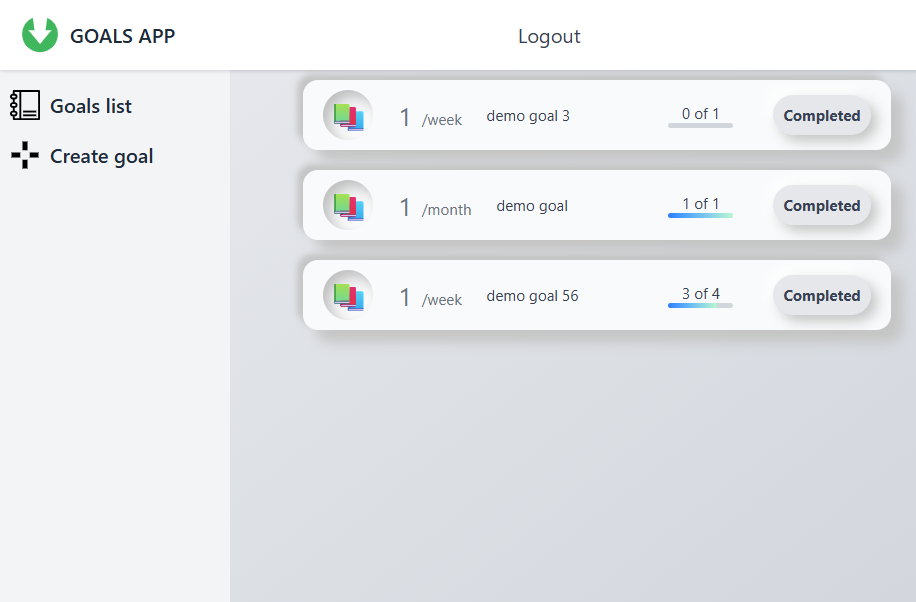 GOALS APP
Logout
Goals list
Create goal
1 /week demo goal 3 0 of 1 Completed
1 /month demo goal 1 of 1 Completed
1 /week demo goal 56 3 of 4 Completed